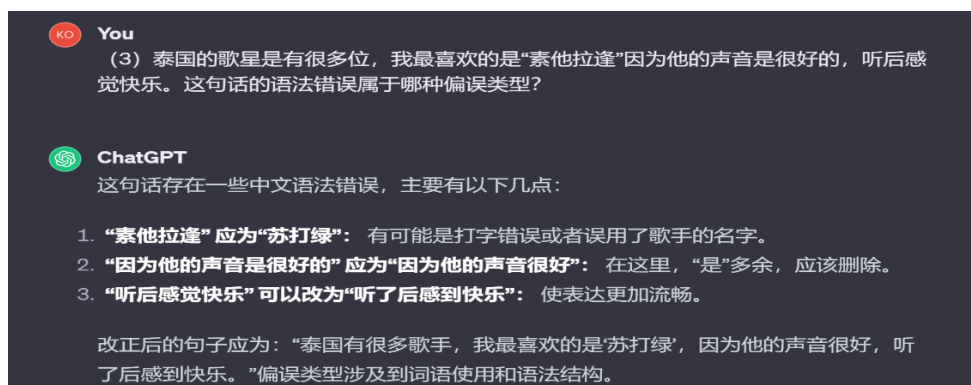 KO You
（3）泰国的歌星是有很多位，我最喜欢的是“素他拉逢”因为他的声音是很好的，听后感
觉快乐。这句话的语法错误属于哪种偏误类型？
ChatGPT
这句话存在一些中文语法错误，主要有以下几点：
1. “素他拉逢” 应为“苏打绿”： 有可能是打字错误或者误用了歌手的名字。
2. “因为他的声音是很好的” 应为“因为他的声音很好”： 在这里，“是”多余，应该删除。
3. “听后感觉快乐” 可以改为“听了后感到快乐”： 使表达更加流畅。
改正后的句子应为：“泰国有很多歌手，我最喜欢的是‘苏打绿’，因为他的声音很好，听
了后感到快乐。”偏误类型涉及到词语使用和语法结构。